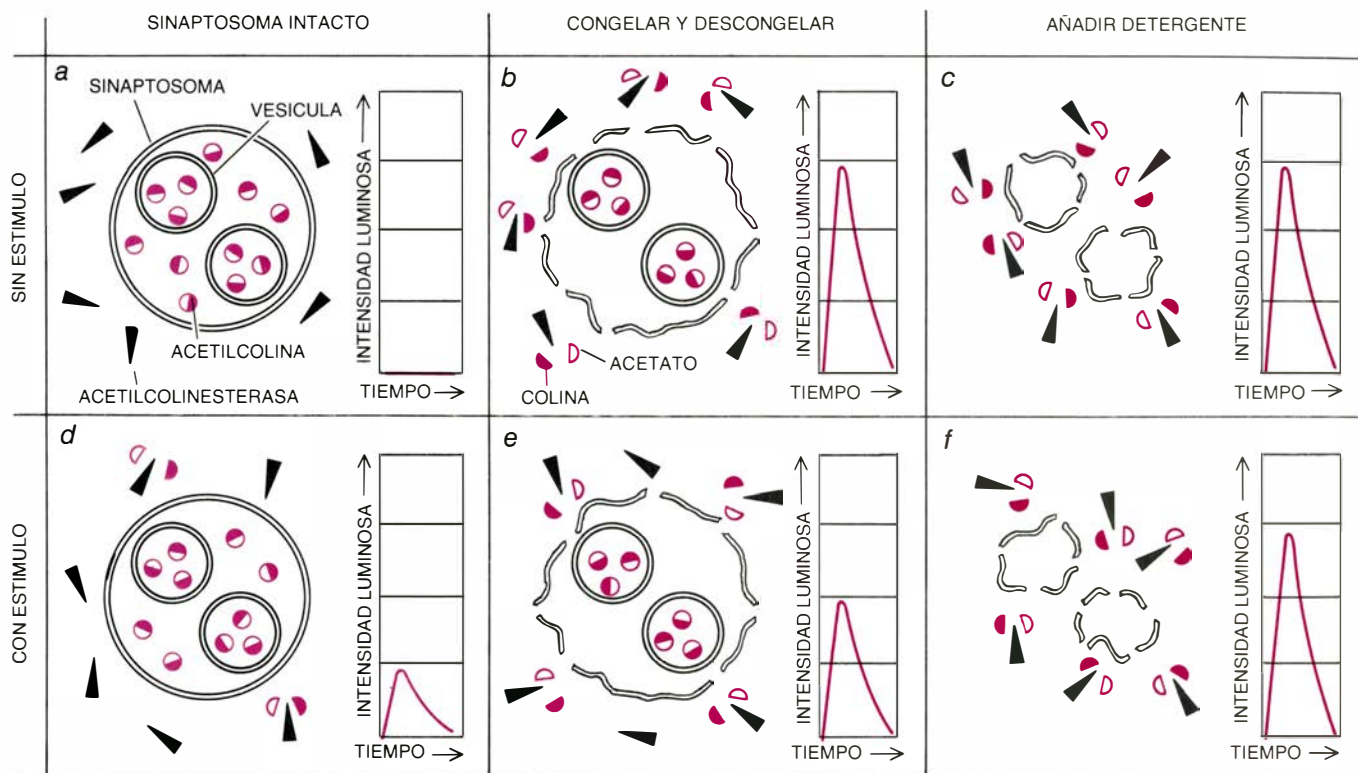 SINAPTOSOMA INTACTO
CONGELAR Y DESCONGELAR
AÑADIR DETERGENTE
SIN ESTIMULO
a
SINAPTOSOMA
VESICULA
ACETILCOLINA
ACETILCOLINESTERASA
INTENSIDAD LUMINOSA
TIEMPO
b
ACETATO
COLINA
INTENSIDAD LUMINOSA
TIEMPO
c
INTENSIDAD LUMINOSA
TIEMPO
CON ESTIMULO
d
INTENSIDAD LUMINOSA
TIEMPO
e
INTENSIDAD LUMINOSA
TIEMPO
f
INTENSIDAD LUMINOSA
TIEMPO